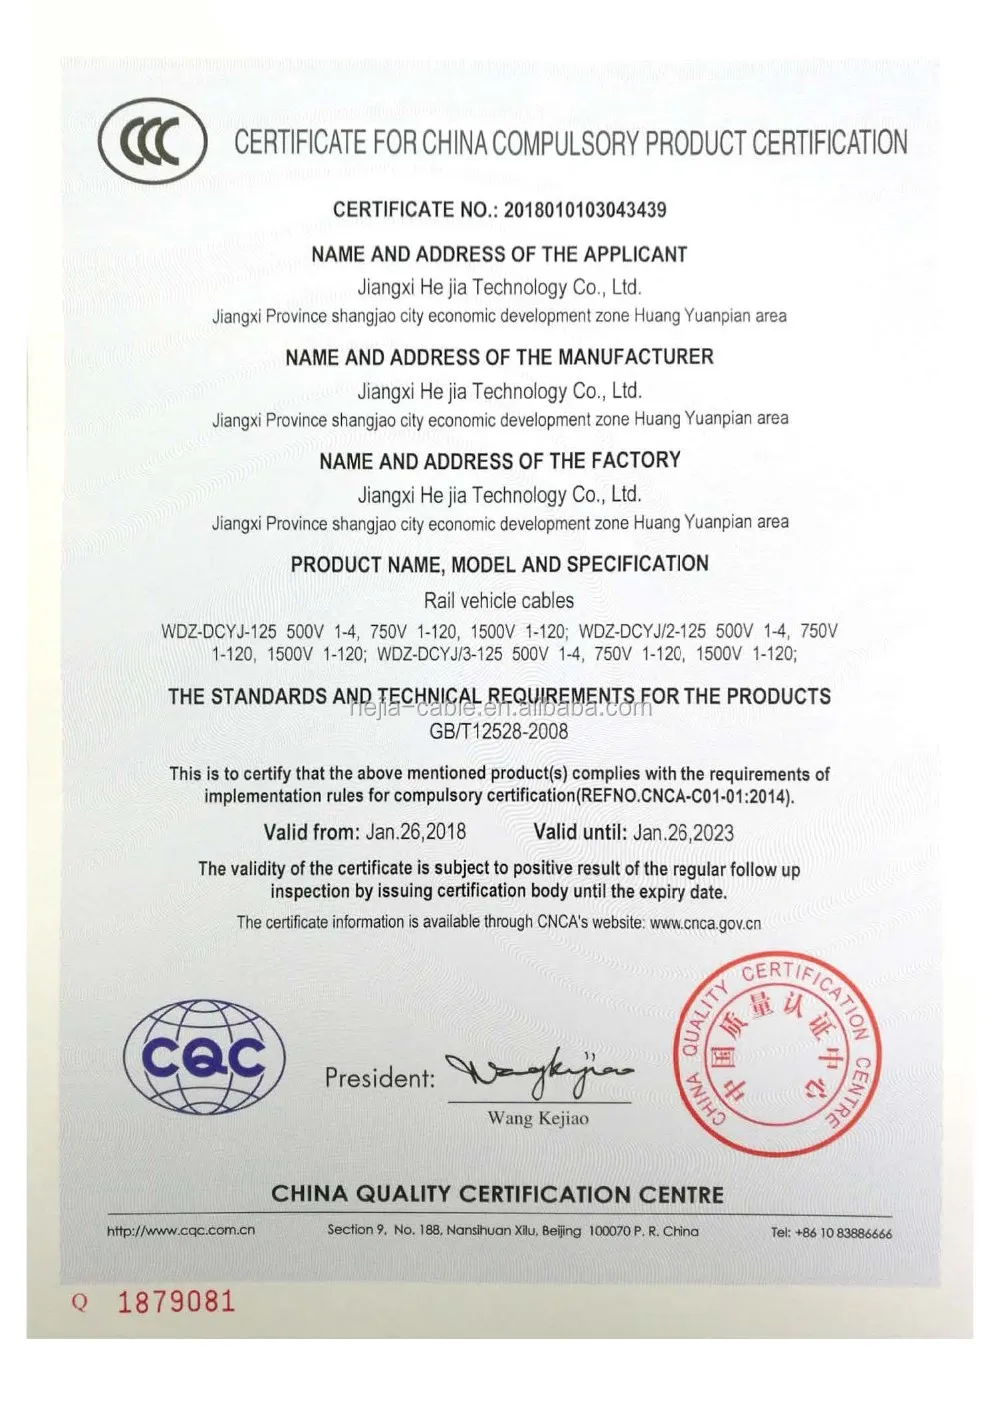 CERTIFICATE FOR CHINA COMPULSORY PRODUCT CERTIFICATION
CERTIFICATE NO.: 2018010103043439
NAME AND ADDRESS OF THE APPLICANT
Jiangxi He jia Technology Co., Ltd.
Jiangxi Province shangjao city economic development zone Huang Yuanpian area
NAME AND ADDRESS OF THE MANUFACTURER
Jiangxi He jia Technology Co., Ltd.
Jiangxi Province shangjao city economic development zone Huang Yuanpian area
NAME AND ADDRESS OF THE FACTORY
Jiangxi He jia Technology Co., Ltd.
Jiangxi Province shangjao city economic development zone Huang Yuanpian area
PRODUCT NAME, MODEL AND SPECIFICATION
Rail vehicle cables
WDZ-DCYJ-125 500V 1-4, 750V 1-120, 1500V 1-120; WDZ-DCYJ/2-125 500V 1-4, 750V
1-120, 1500V 1-120; WDZ-DCYJ/3-125 500V 1-4, 750V 1-120, 1500V 1-120;
THE STANDARDS AND TECHNICAL REQUIREMENTS FOR THE PRODUCTS
hejia-cable.en.alibaba.com
GB/T12528-2008
This is to certify that the above mentioned product(s) complies with the requirements of
implementation rules for compulsory certification(REFNO.CNCA-C01-01:2014).
Valid from: Jan.26,2018 Valid until: Jan.26,2023
The validity of the certificate is subject to positive result of the regular follow up
inspection by issuing certification body until the expiry date.
The certificate information is available through CNCA's website: www.cnca.gov.cn
CQC
President: Wangkejiao
Wang Kejiao
CHINA QUALITY CERTIFICATION CENTRE
中国质量认证中心
CHINA QUALITY CERTIFICATION CENTRE
http://www.cqc.com.cn Section 9, No. 188, Nansihuan Xilu, Beijing 100070 P. R. China Tel: +86 10 83886666
Q 1879081